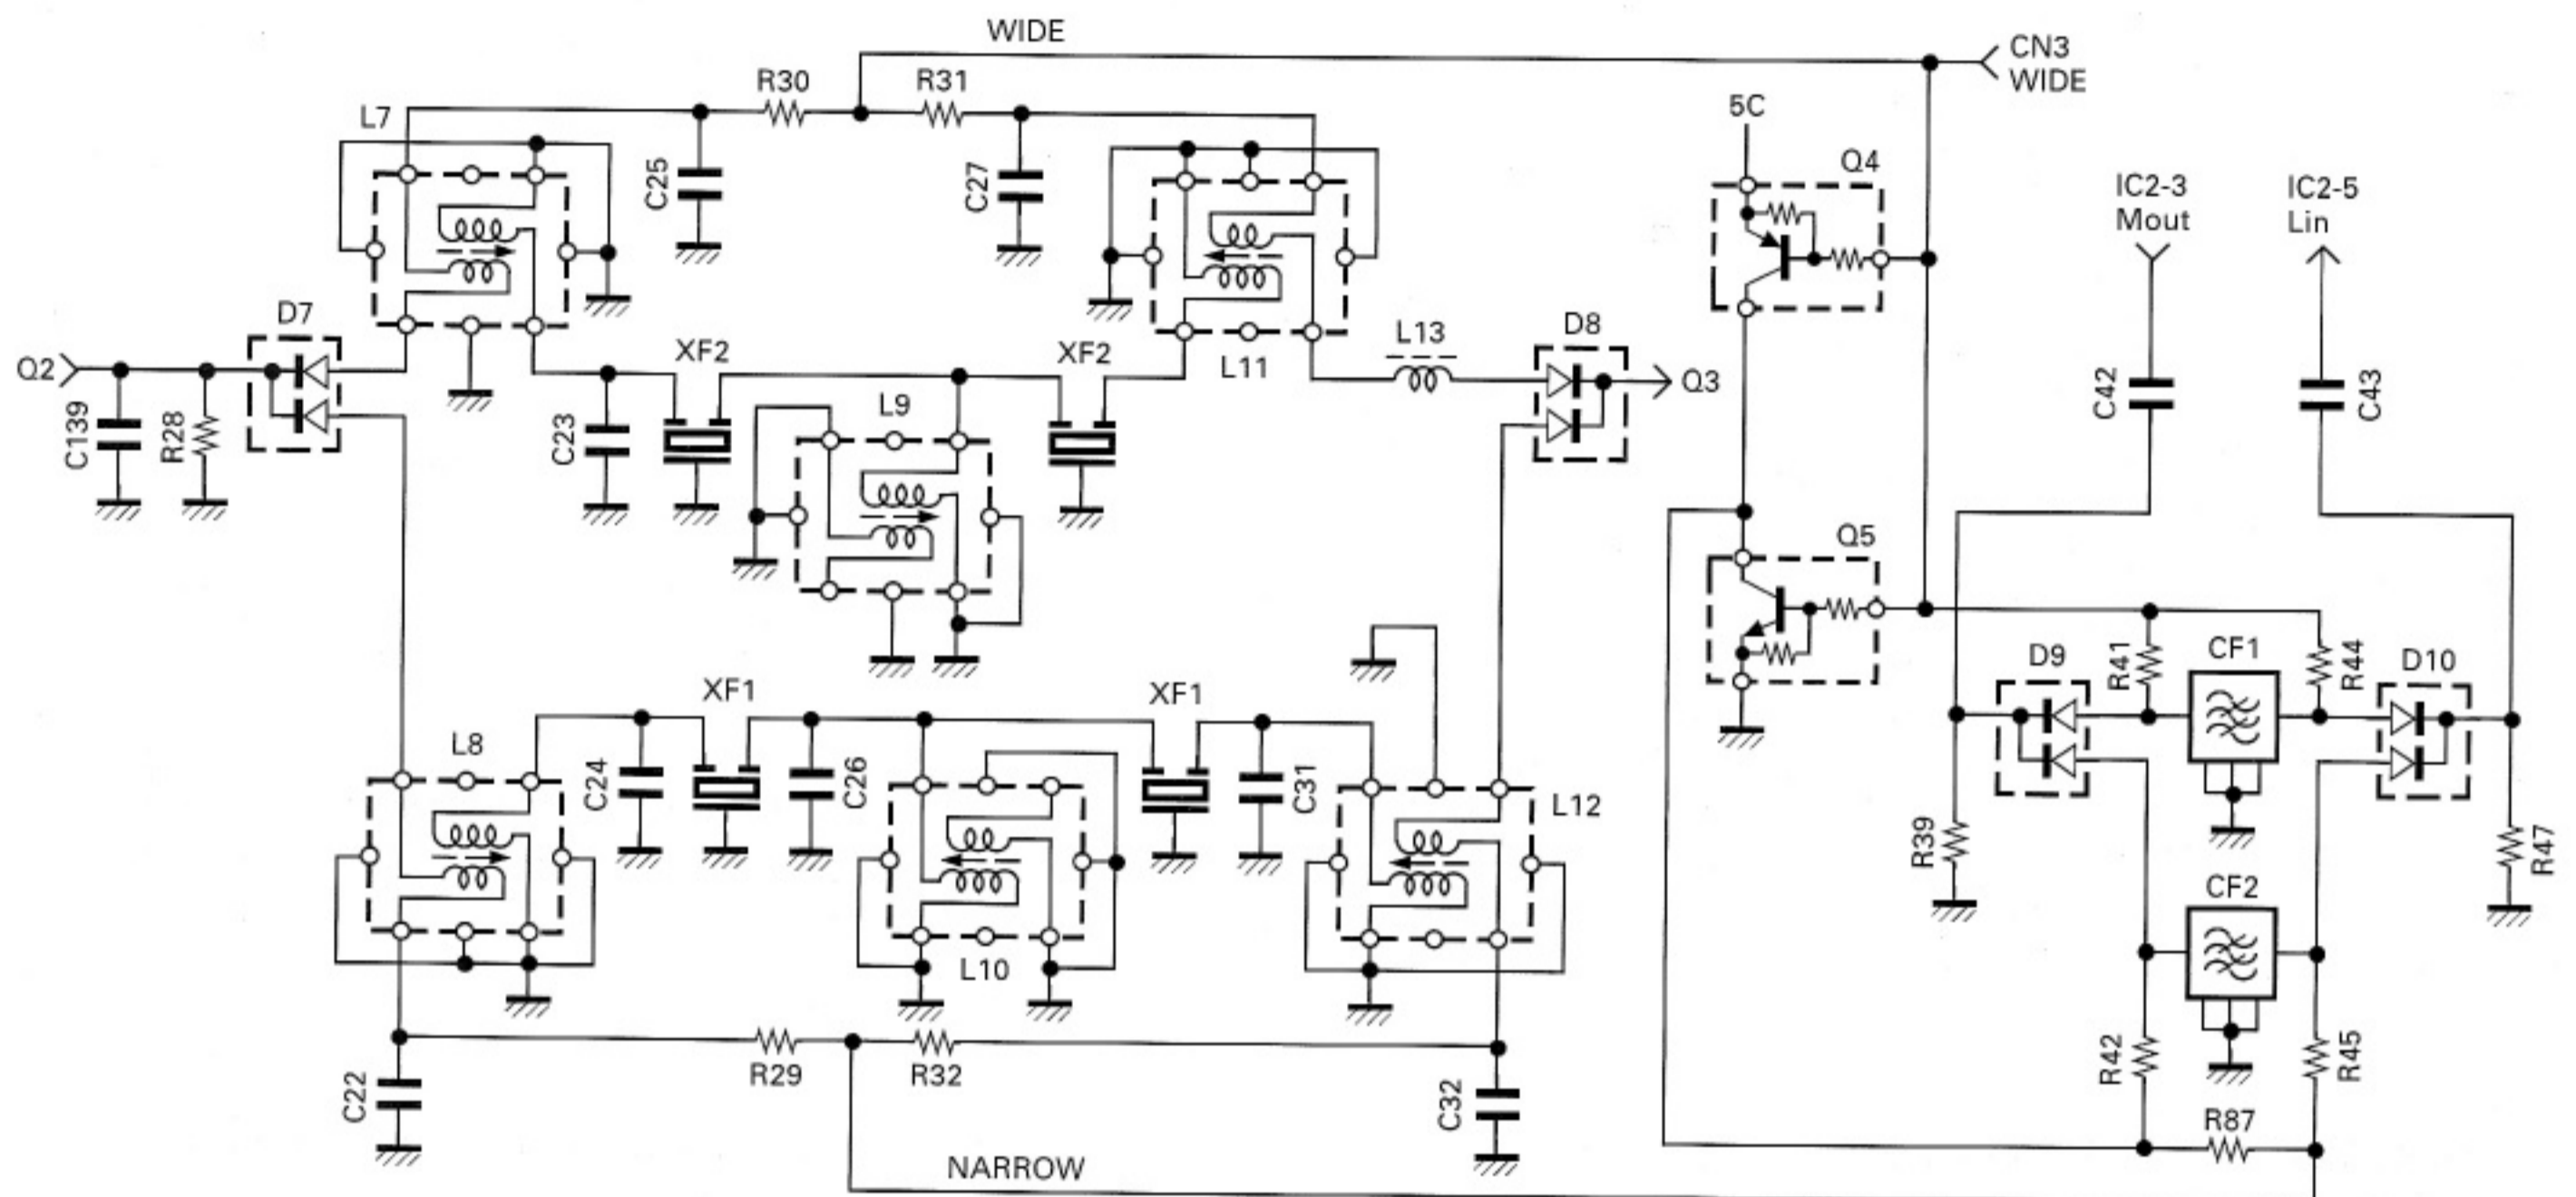 WIDE
CN3
WIDE
R30
R31
L7
5C
Q4
C25
C27
IC2-3
Mout
IC2-5
Lin
D7
Q2
XF2
XF2
L11
L13
D8
Q3
C42
C43
C139
R28
C23
L9
Q5
XF1
XF1
D9
R41
CF1
R44
D10
L8
C24
C26
C31
L12
R39
R47
CF2
L10
R29
R32
C22
C32
R42
R45
R87
NARROW